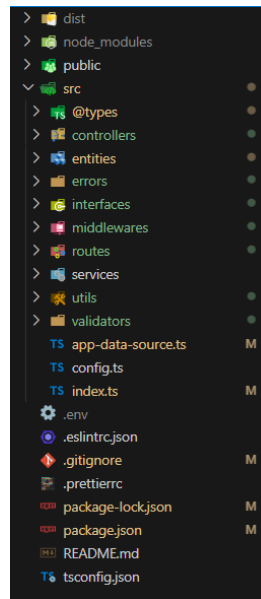 dist
node_modules
public
src
@types
controllers
entities
errors
interfaces
middlewares
routes
services
utils
validators
TS app-data-source.ts M
TS config.ts
TS index.ts M
.env
.eslintrc.json
.gitignore M
.prettierrc
package-lock.json M
package.json M
README.md
tsconfig.json